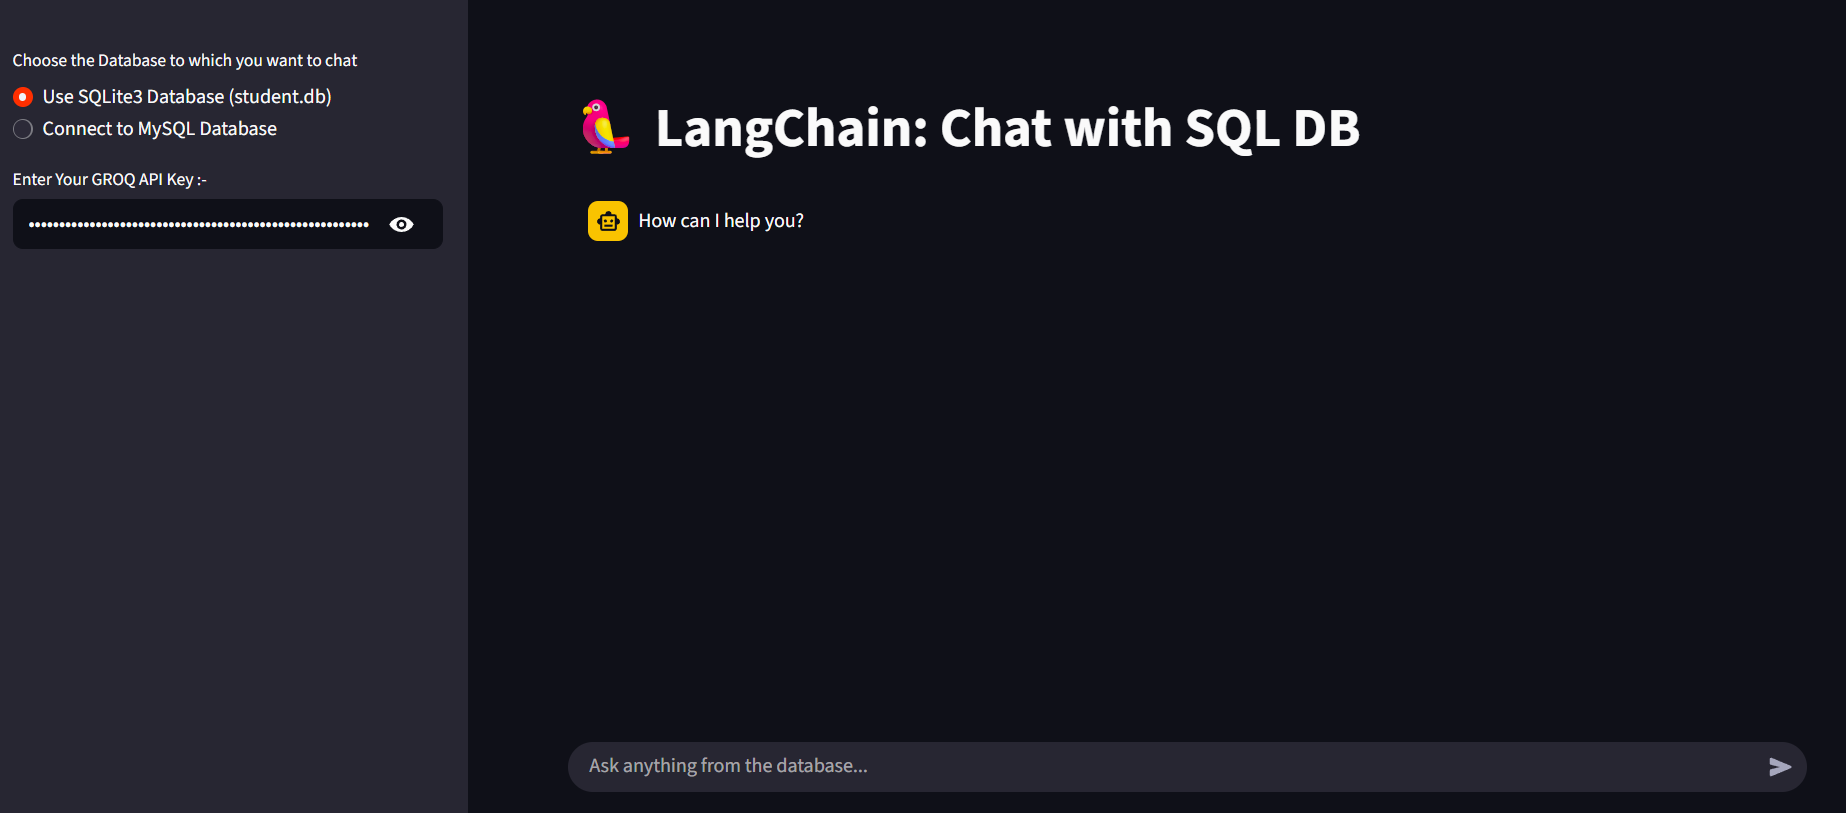 Choose the Database to which you want to chat
Use SQLite3 Database (student.db)
Connect to MySQL Database
Enter Your GROQ API Key :-
LangChain: Chat with SQL DB
How can I help you?
Ask anything from the database...